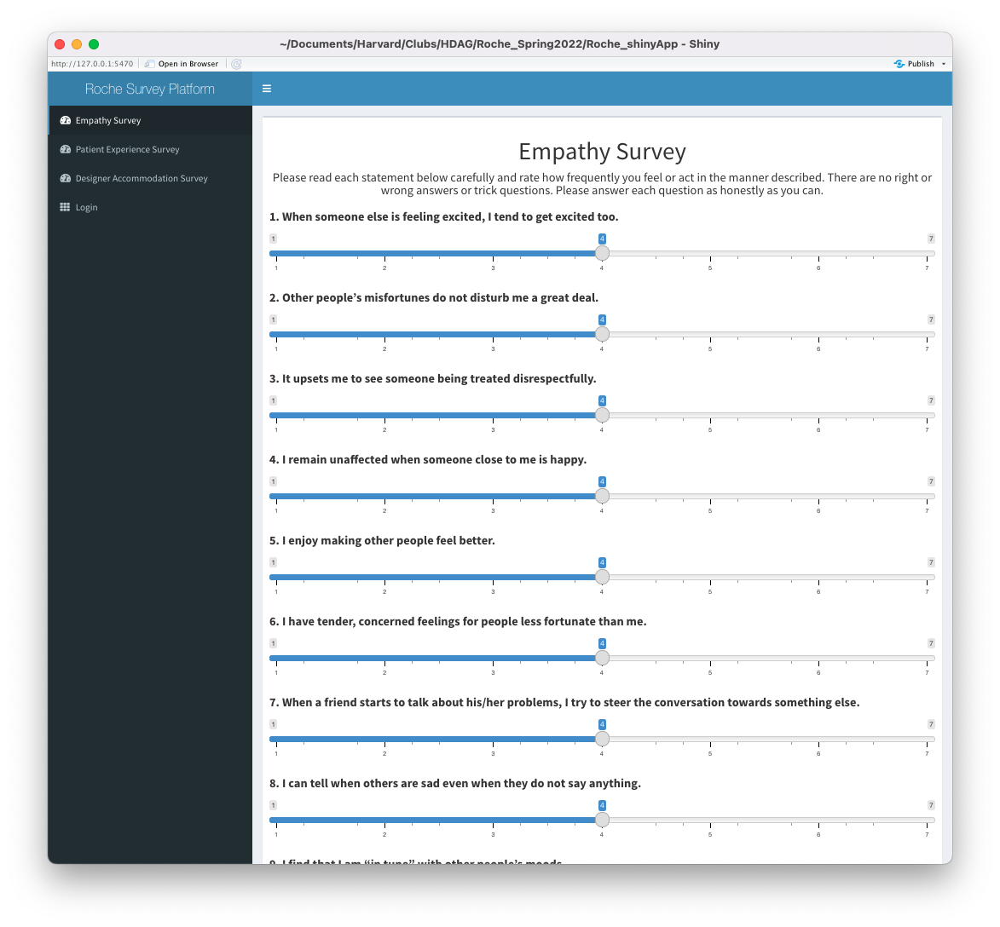 ~/Documents/Harvard/Clubs/HDAG/Roche_Spring2022/Roche_shinyApp - Shiny
http://127.0.0.1:5470 Open in Browser Publish
Roche Survey Platform
Empathy Survey
Patient Experience Survey
Designer Accommodation Survey
Login
Empathy Survey
Please read each statement below carefully and rate how frequently you feel or act in the manner described. There are no right or
wrong answers or trick questions. Please answer each question as honestly as you can.
1. When someone else is feeling excited, I tend to get excited too.
1 4 7
1 2 3 4 5 6 7
2. Other people’s misfortunes do not disturb me a great deal.
1 4 7
1 2 3 4 5 6 7
3. It upsets me to see someone being treated disrespectfully.
1 4 7
1 2 3 4 5 6 7
4. I remain unaffected when someone close to me is happy.
1 4 7
1 2 3 4 5 6 7
5. I enjoy making other people feel better.
1 4 7
1 2 3 4 5 6 7
6. I have tender, concerned feelings for people less fortunate than me.
1 4 7
1 2 3 4 5 6 7
7. When a friend starts to talk about his/her problems, I try to steer the conversation towards something else.
1 4 7
1 2 3 4 5 6 7
8. I can tell when others are sad even when they do not say anything.
1 4 7
1 2 3 4 5 6 7
9. I find that I am “in tune” with other people’s moods.